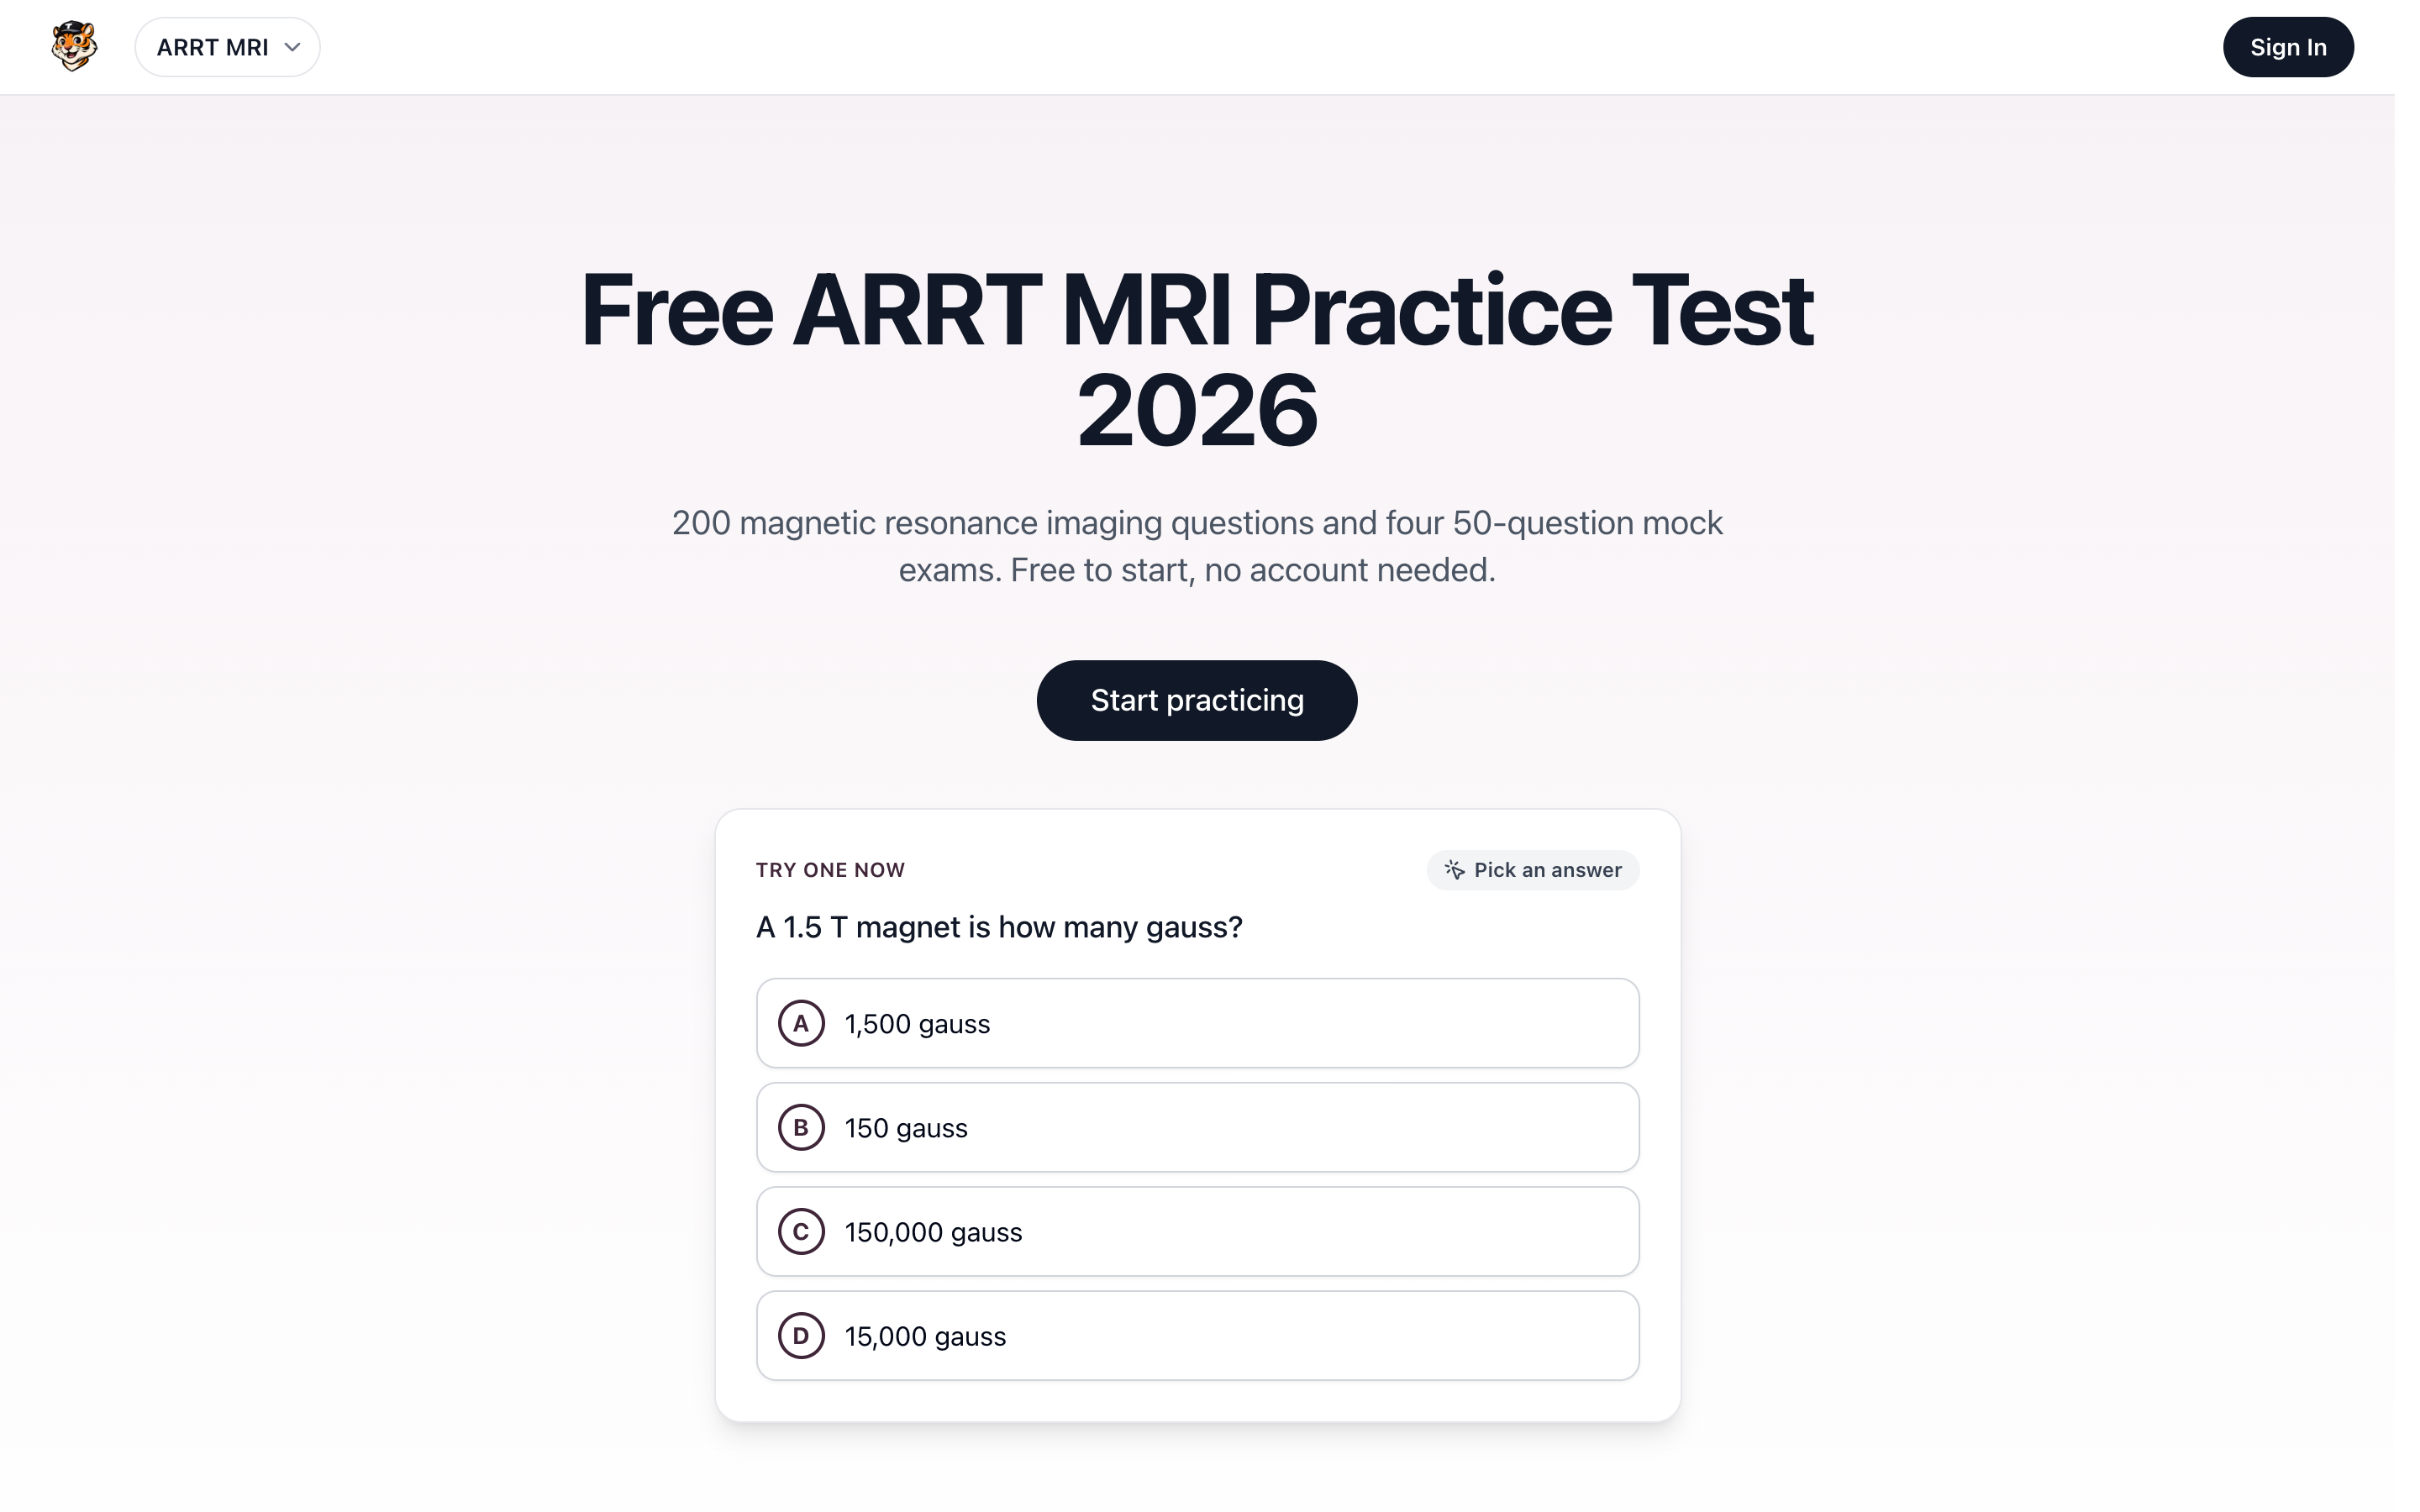 ARRT MRI
Sign In
Free ARRT MRI Practice Test
2026
200 magnetic resonance imaging questions and four 50-question mock
exams. Free to start, no account needed.
Start practicing
TRY ONE NOW
Pick an answer
A 1.5 T magnet is how many gauss?
A 1,500 gauss
B 150 gauss
C 150,000 gauss
D 15,000 gauss